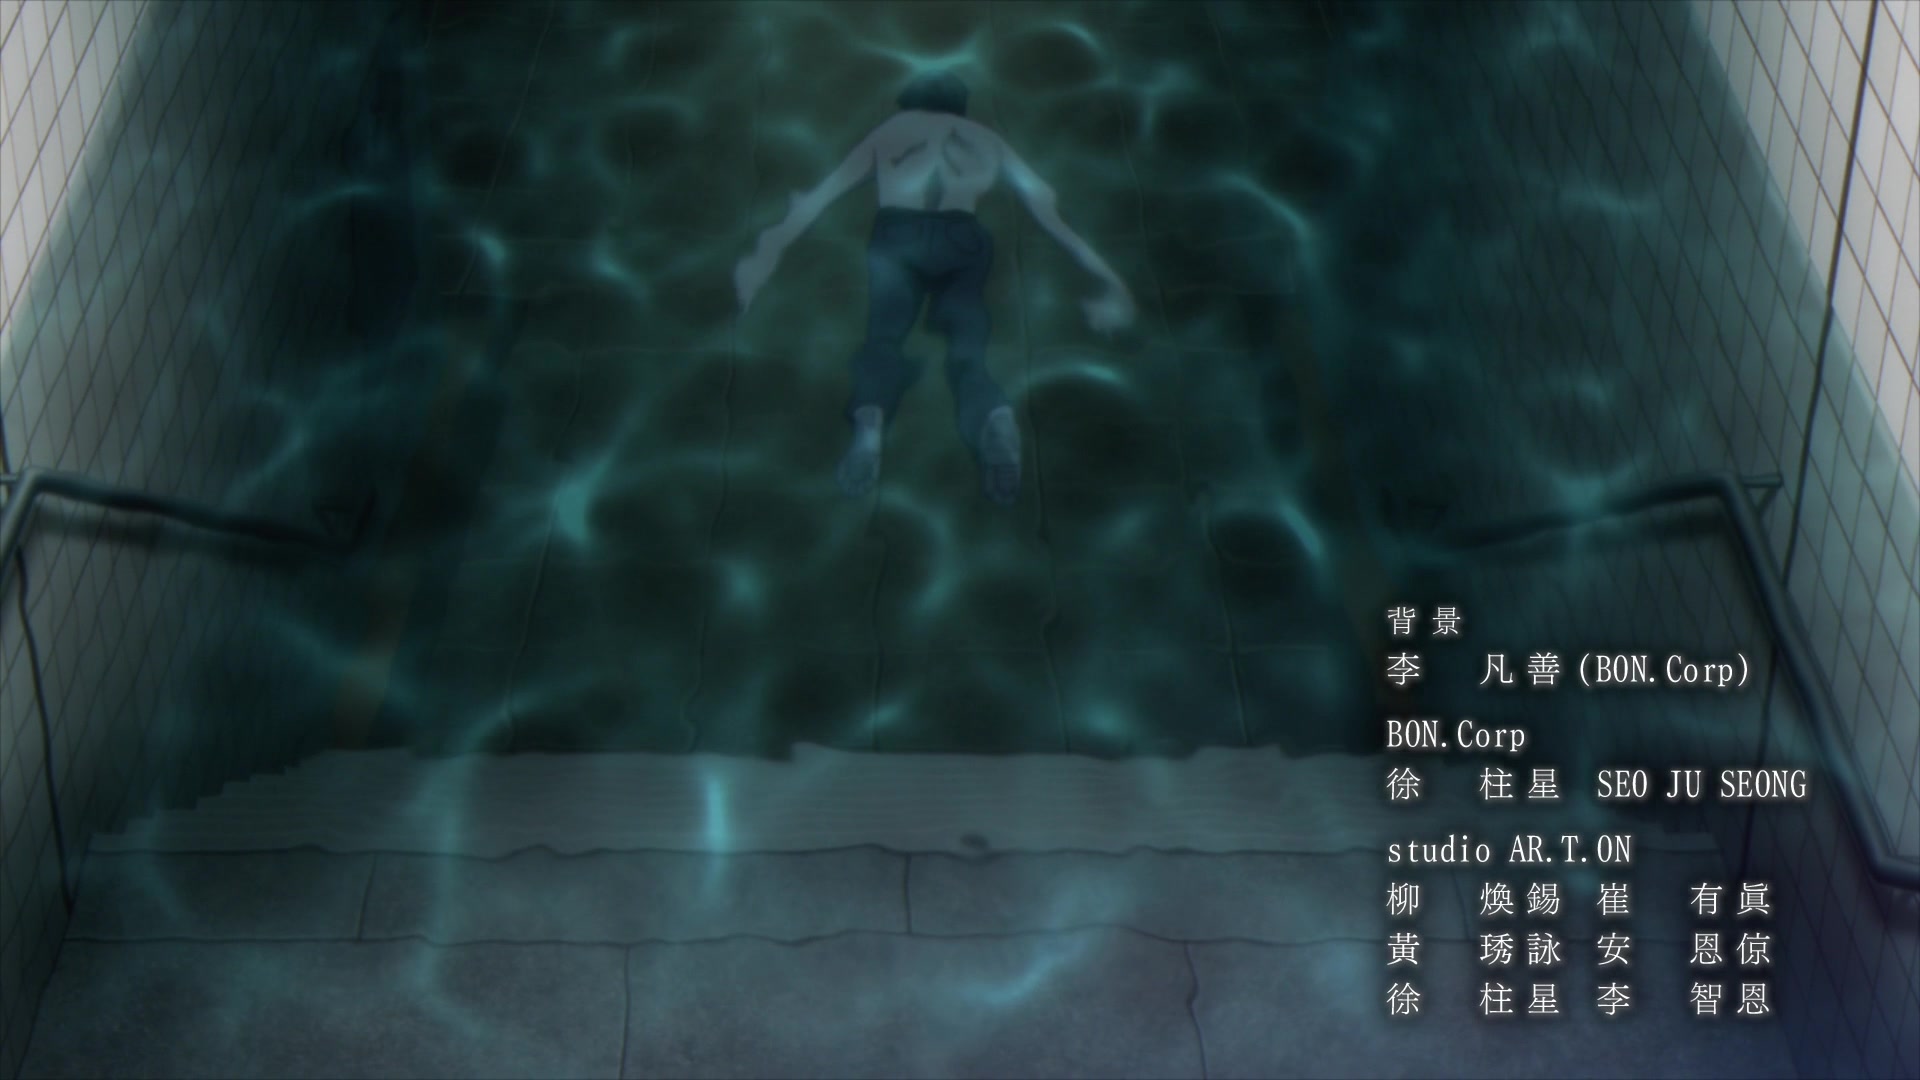 背景
李　凡善(BON.Corp)
BON.Corp
徐　柱星 SEO JU SEONG
studio AR.T.ON
柳　煥錫 崔　有眞
黃　琇詠 安　恩倞
徐　柱星 李　智恩